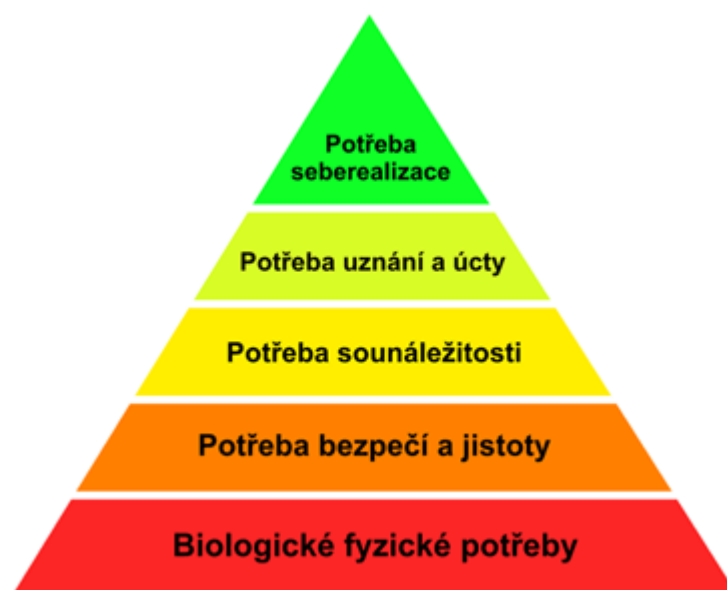 Potřeba
seberealizace
Potřeba uznání a úcty
Potřeba sounáležitosti
Potřeba bezpečí a jistoty
Biologické fyzické potřeby